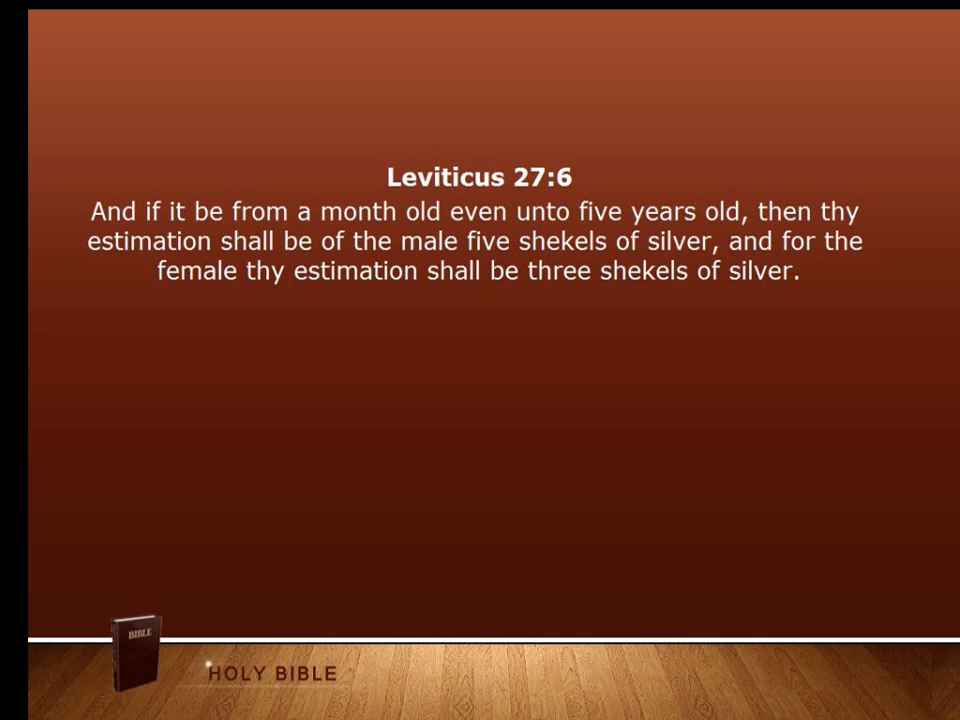 Leviticus 27:6
And if it be from a month old even unto five years old, then thy
estimation shall be of the male five shekels of silver, and for the
female thy estimation shall be three shekels of silver.
BIBLE
HOLY BIBLE